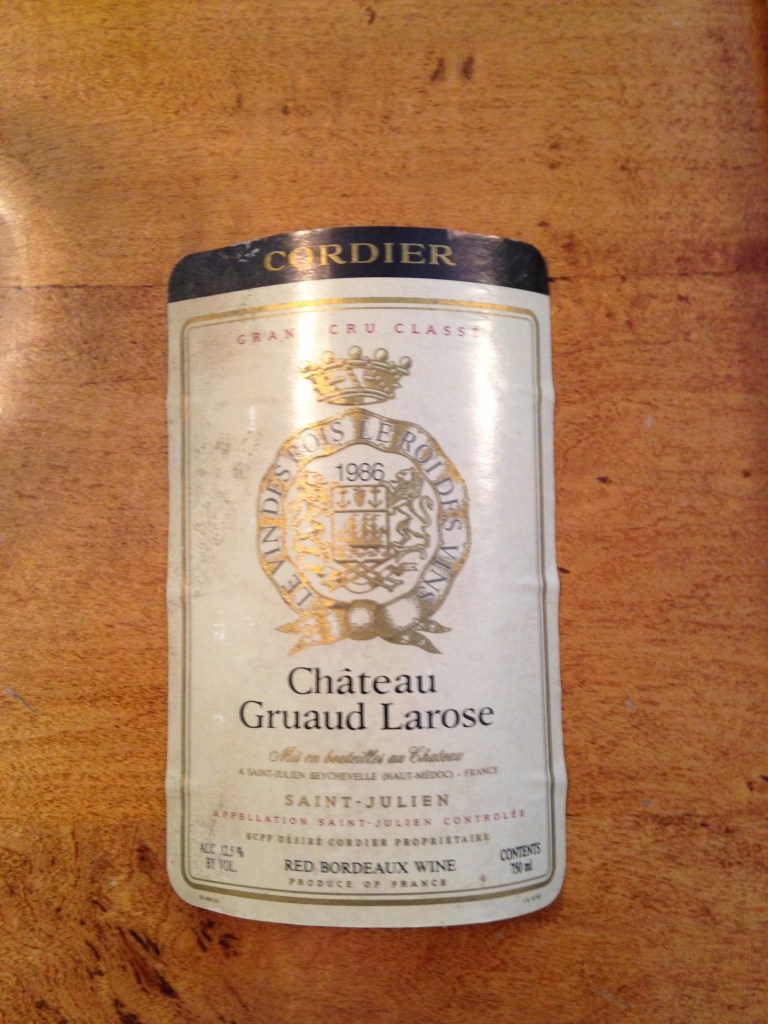 CORDIER
GRAND CRU CLASSÉ
LE VIN DES ROIS LE ROI DES VINS
1986
Château
Gruaud Larose
Mis en bouteilles au Chateau
A SAINT-JULIEN BEYCHEVELLE (HAUT-MÉDOC) - FRANCE
SAINT-JULIEN
APPELLATION SAINT-JULIEN CONTROLÉE
SCPF DÉSIRÉ CORDIER PROPRIÉTAIRE
ALC. 12,5 %
BY VOL.
RED BORDEAUX WINE
CONTENTS
750 ml
PRODUCE OF FRANCE